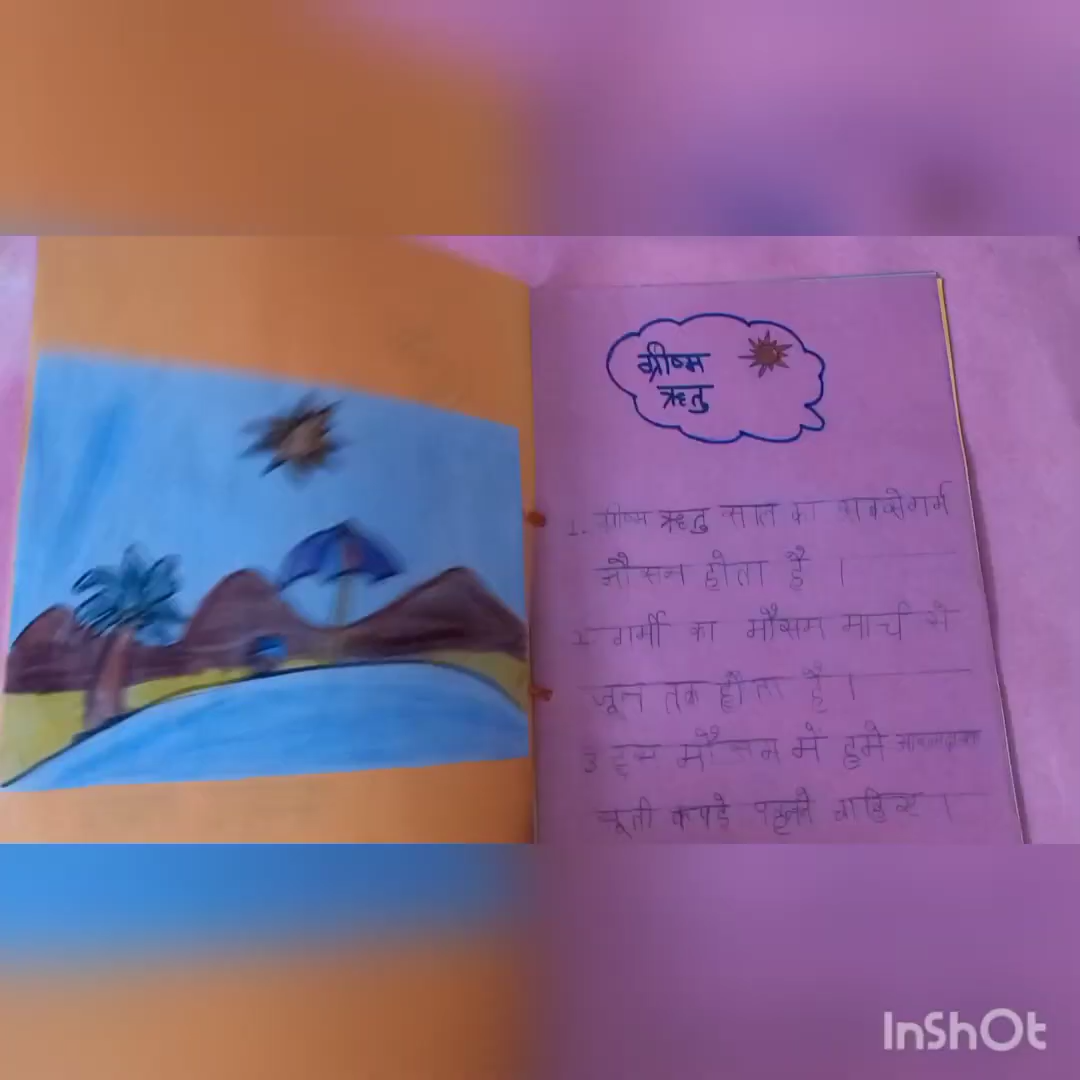 ग्रीष्म
ऋतु
1. ग्रीष्म ऋतु साल का सबसे गर्म
मौसम होता है ।
2 गर्मी का मौसम मार्च से
जून तक होता है ।
3 इस मौसम में हमे
सूती कपडे पहनने चाहिए ।
InShOt